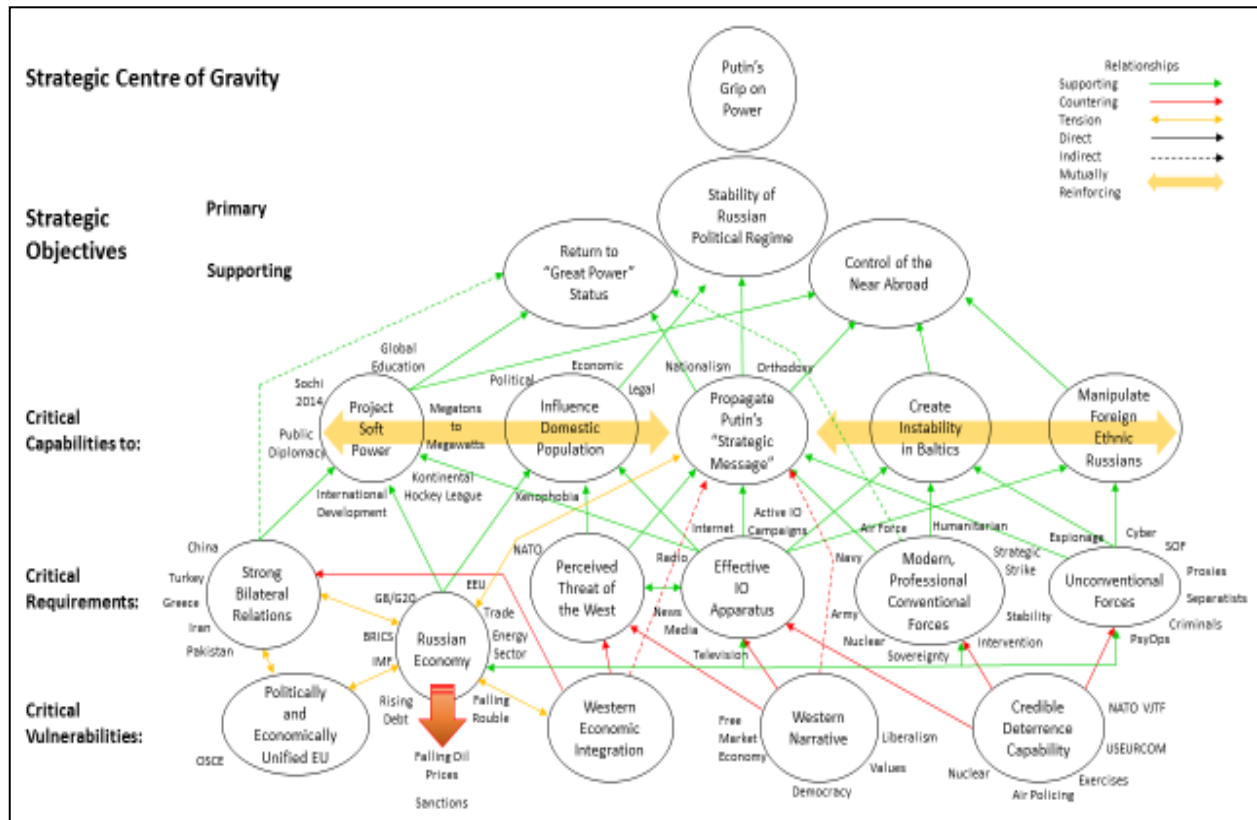 Strategic Centre of Gravity
Putin's
Grip on
Power
Relationships
Supporting
Countering
Tension
Direct
Indirect
Mutually
Reinforcing
Strategic
Objectives
Primary
Supporting
Stability of
Russian
Political Regime
Return to
"Great Power"
Status
Control of the
Near Abroad
Critical
Capabilities to:
Global
Education
Sochi
2014
Public
Diplomacy
Project
Soft
Power
Megatons
to
Megawatts
Kontinental
Hockey League
International
Development
Political
Economic
Legal
Influence
Domestic
Population
Xenophobia
Nationalism
Orthodoxy
Propagate
Putin's
"Strategic
Message"
Create
Instability
in Baltics
Manipulate
Foreign
Ethnic
Russians
Critical
Requirements:
China
Turkey
Greece
Iran
Pakistan
Strong
Bilateral
Relations
G8/G20
EEU
BRICS
Trade
IMF
Energy
Sector
Russian
Economy
Rising
Debt
Falling
Rouble
NATO
Perceived
Threat of
the West
Internet
Active IO
Campaigns
Radio
News
Media
Television
Effective
IO
Apparatus
Air Force
Humanitarian
Navy
Strategic
Strike
Army
Nuclear
Stability
Intervention
Sovereignty
Modern,
Professional
Conventional
Forces
Espionage
Cyber
SOF
Proxies
Separatists
Criminals
PsyOps
Unconventional
Forces
Critical
Vulnerabilities:
OSCE
Politically
and
Economically
Unified EU
Falling Oil
Prices
Sanctions
Western
Economic
Integration
Free
Market
Economy
Western
Narrative
Liberalism
Values
Democracy
Credible
Deterrence
Capability
NATO VJTF
USEURCOM
Exercises
Air Policing
Nuclear